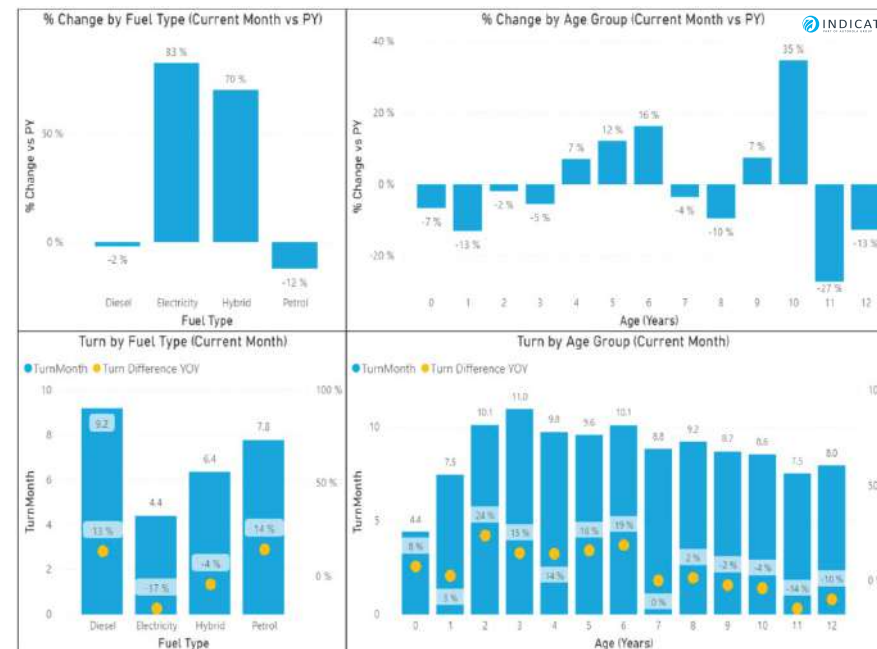 % Change by Fuel Type (Current Month vs PY)
83 %
70 %
50 %
0 %
-2 %
-12 %
% Change vs PY
Diesel Electricity Hybrid Petrol
Fuel Type
% Change by Age Group (Current Month vs PY)
INDICAT
40 %
35 %
20 %
16 %
12 %
7 %
7 %
0 %
-2 %
-4 %
-5 %
-7 %
-10 %
-13 %
-13 %
-20 %
-27 %
% Change vs PY
0 1 2 3 4 5 6 7 8 9 10 11 12
Age (Years)
Turn by Fuel Type (Current Month)
TurnMonth Turn Difference YOY
10 100 %
9.2
8
7.8
6.4
6
50 %
4.4
4
13 % -17 % -4 % 14 %
2
0 %
0
TurnMonth
Diesel Electricity Hybrid Petrol
Fuel Type
Turn by Age Group (Current Month)
TurnMonth Turn Difference YOY
10
4.4 7.5 10.1 11.0 9.8 9.6 10.1 8.8 9.2 8.7 8.6 7.5 8.0
5
0
TurnMonth
8 % 24 % 14 % 19 % 0 % -2 % -4 % -14 % -10 %
0 1 2 3 4 5 6 7 8 9 10 11 12
Age (Years)